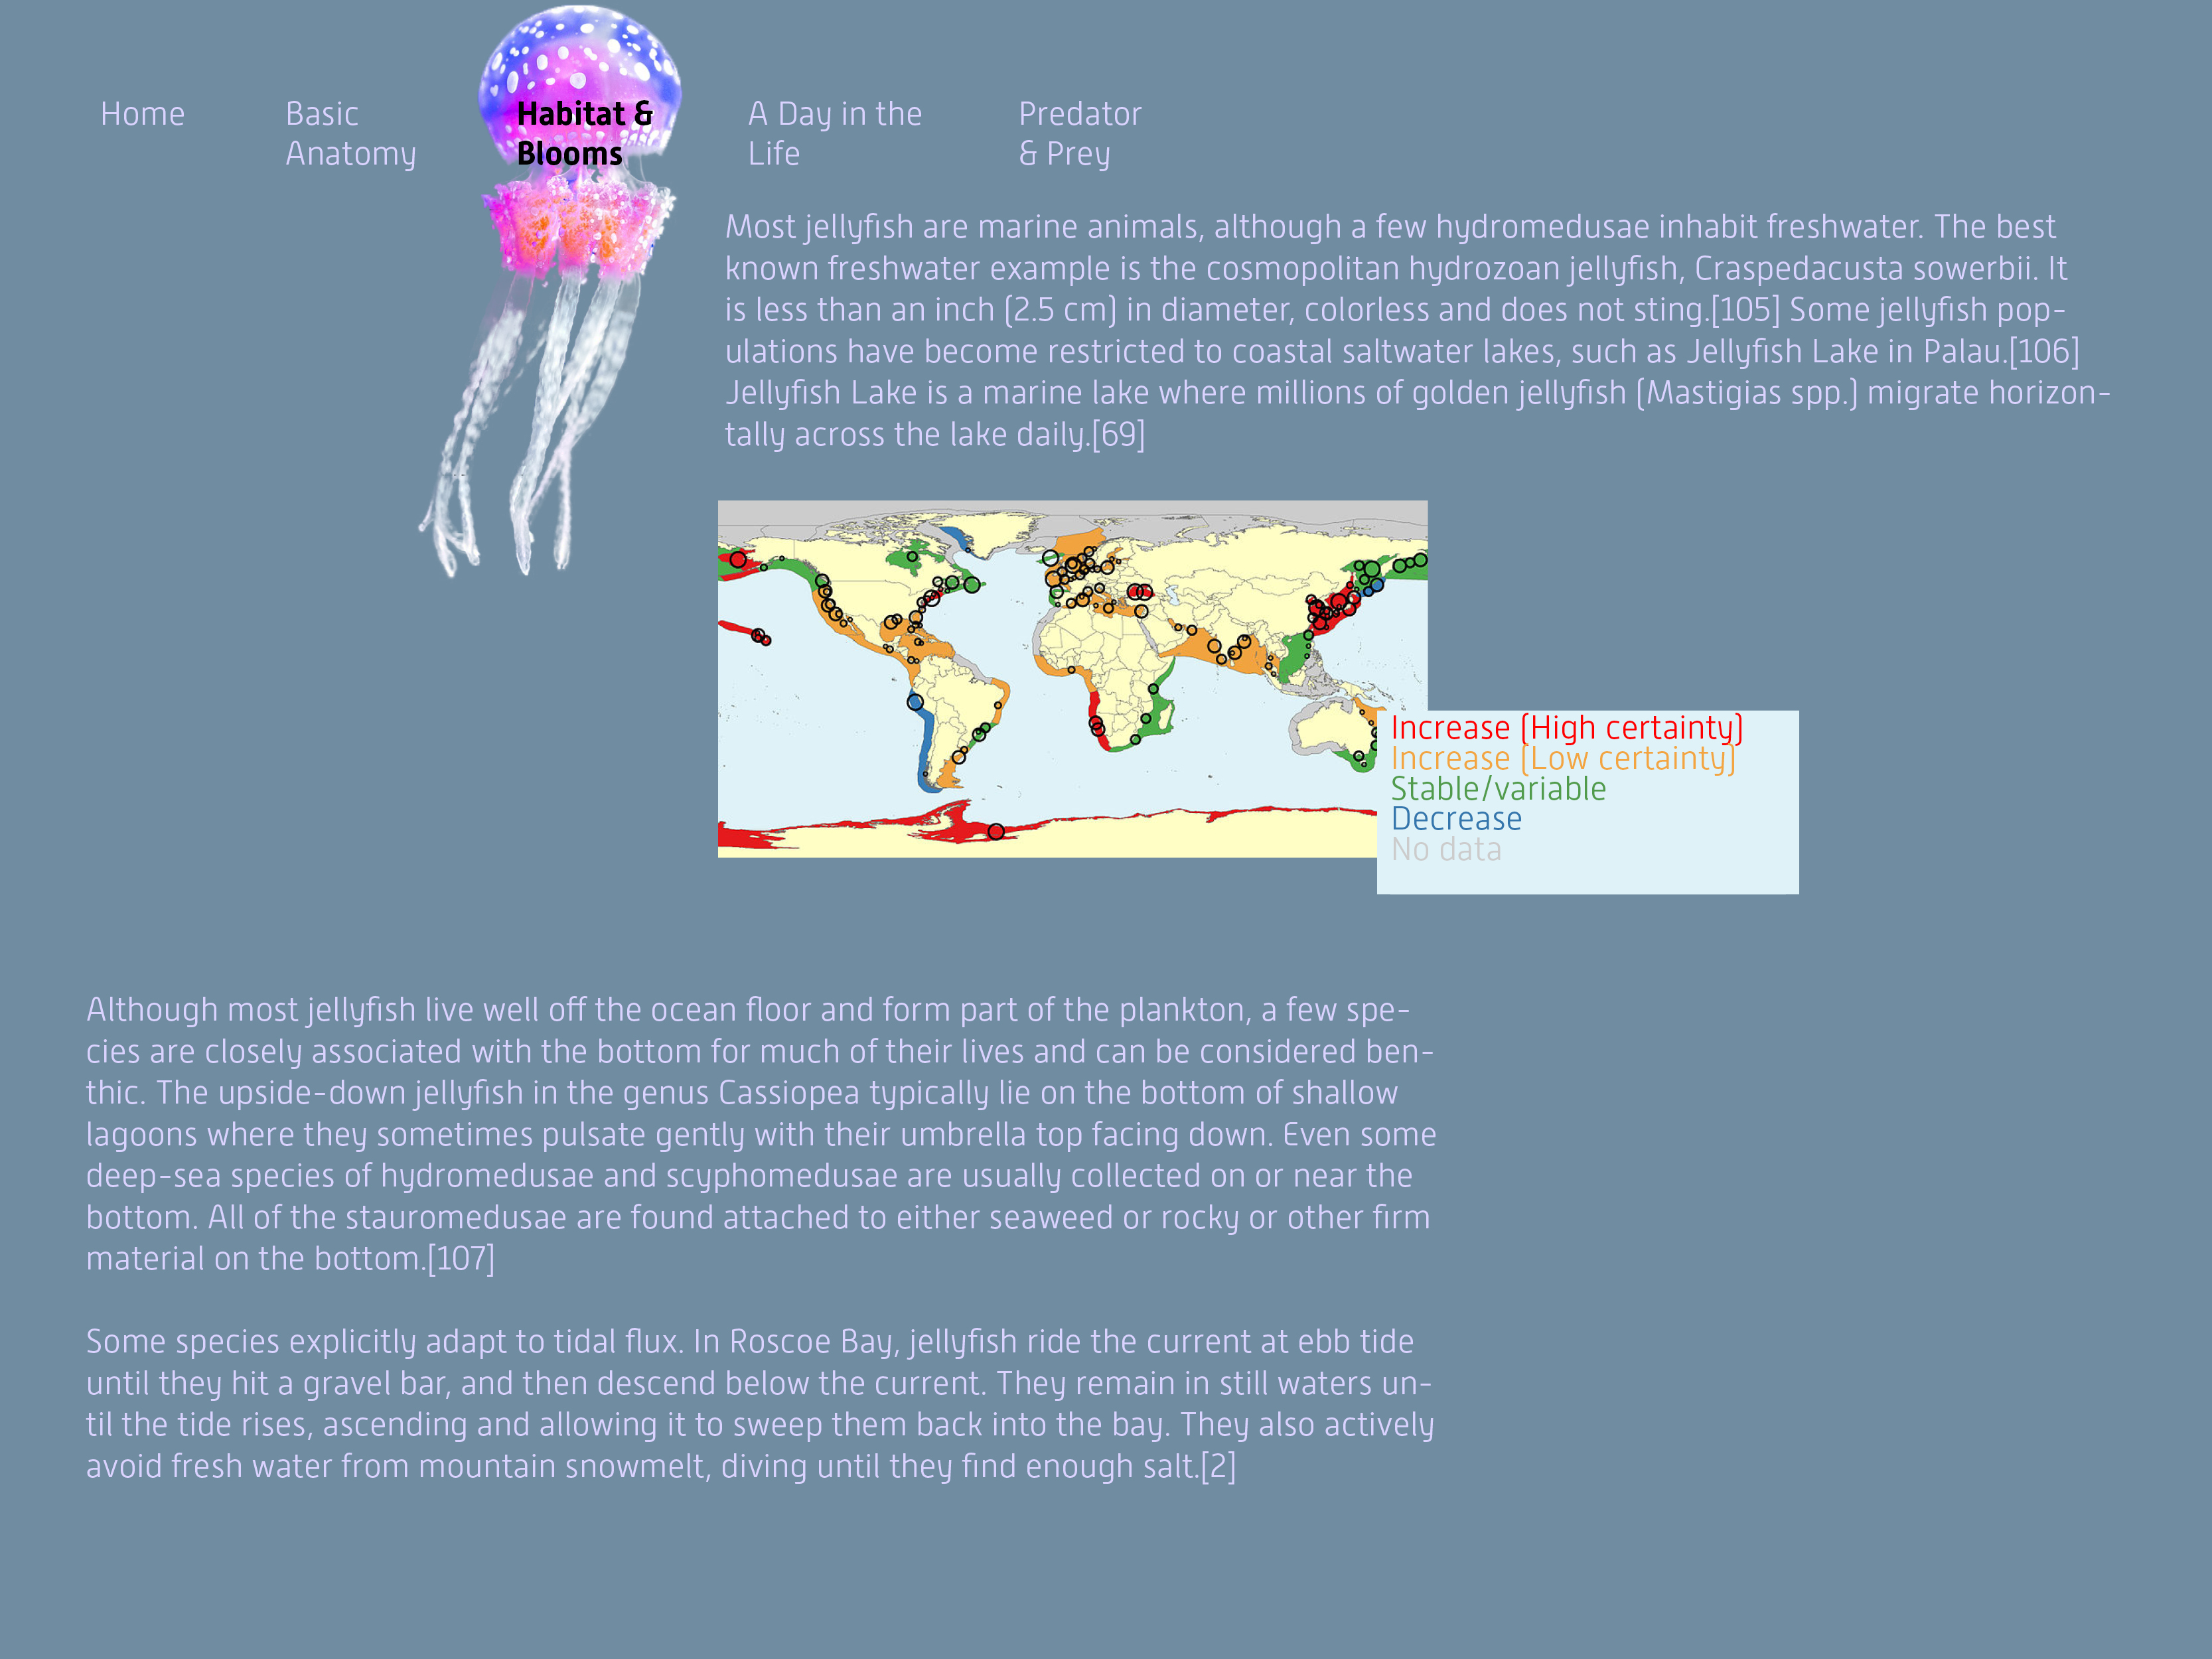 Home
Basic
Anatomy
Habitat &
Blooms
A Day in the
Life
Predator
& Prey
Most jellyfish are marine animals, although a few hydromedusae inhabit freshwater. The best
known freshwater example is the cosmopolitan hydrozoan jellyfish, Craspedacusta sowerbii. It
is less than an inch (2.5 cm) in diameter, colorless and does not sting.[105] Some jellyfish pop-
ulations have become restricted to coastal saltwater lakes, such as Jellyfish Lake in Palau.[106]
Jellyfish Lake is a marine lake where millions of golden jellyfish (Mastigias spp.) migrate horizon-
tally across the lake daily.[69]
Increase (High certainty)
Increase (Low certainty)
Stable/variable
Decrease
No data
Although most jellyfish live well off the ocean floor and form part of the plankton, a few spe-
cies are closely associated with the bottom for much of their lives and can be considered ben-
thic. The upside-down jellyfish in the genus Cassiopea typically lie on the bottom of shallow
lagoons where they sometimes pulsate gently with their umbrella top facing down. Even some
deep-sea species of hydromedusae and scyphomedusae are usually collected on or near the
bottom. All of the stauromedusae are found attached to either seaweed or rocky or other firm
material on the bottom.[107]
Some species explicitly adapt to tidal flux. In Roscoe Bay, jellyfish ride the current at ebb tide
until they hit a gravel bar, and then descend below the current. They remain in still waters un-
til the tide rises, ascending and allowing it to sweep them back into the bay. They also actively
avoid fresh water from mountain snowmelt, diving until they find enough salt.[2]